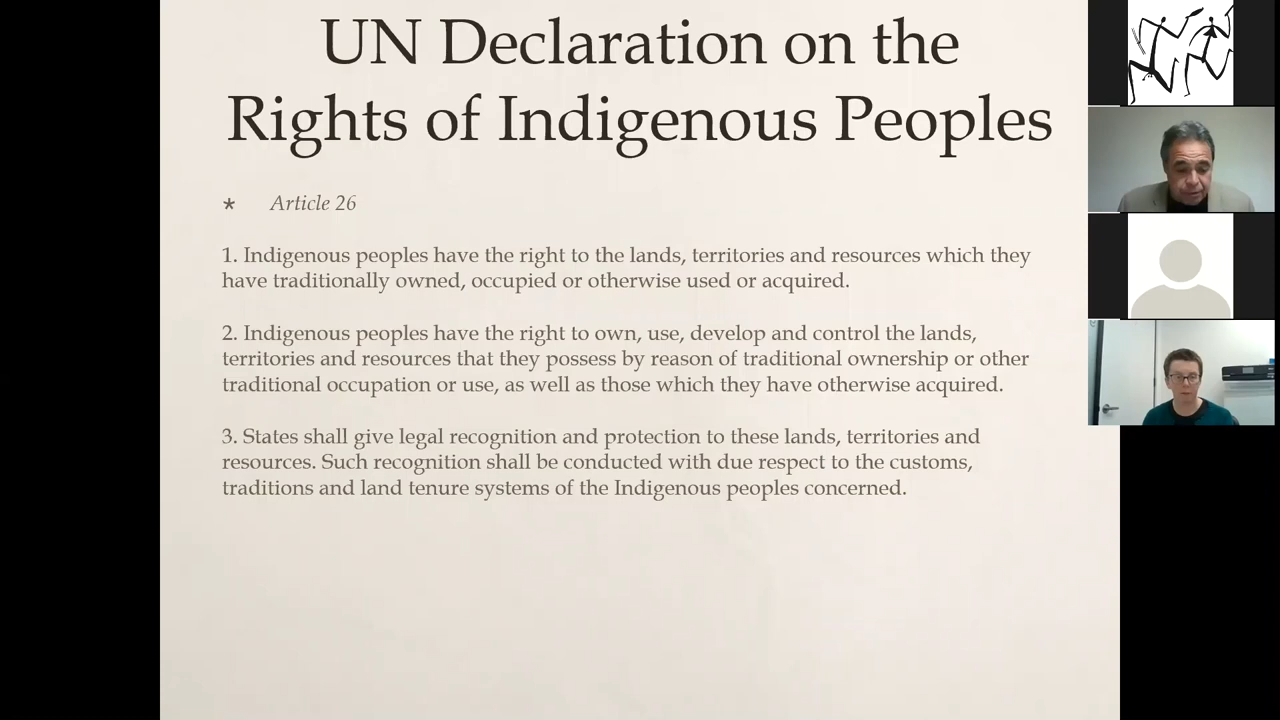 UN Declaration on the
Rights of Indigenous Peoples
* Article 26
1. Indigenous peoples have the right to the lands, territories and resources which they
have traditionally owned, occupied or otherwise used or acquired.
2. Indigenous peoples have the right to own, use, develop and control the lands,
territories and resources that they possess by reason of traditional ownership or other
traditional occupation or use, as well as those which they have otherwise acquired.
3. States shall give legal recognition and protection to these lands, territories and
resources. Such recognition shall be conducted with due respect to the customs,
traditions and land tenure systems of the Indigenous peoples concerned.